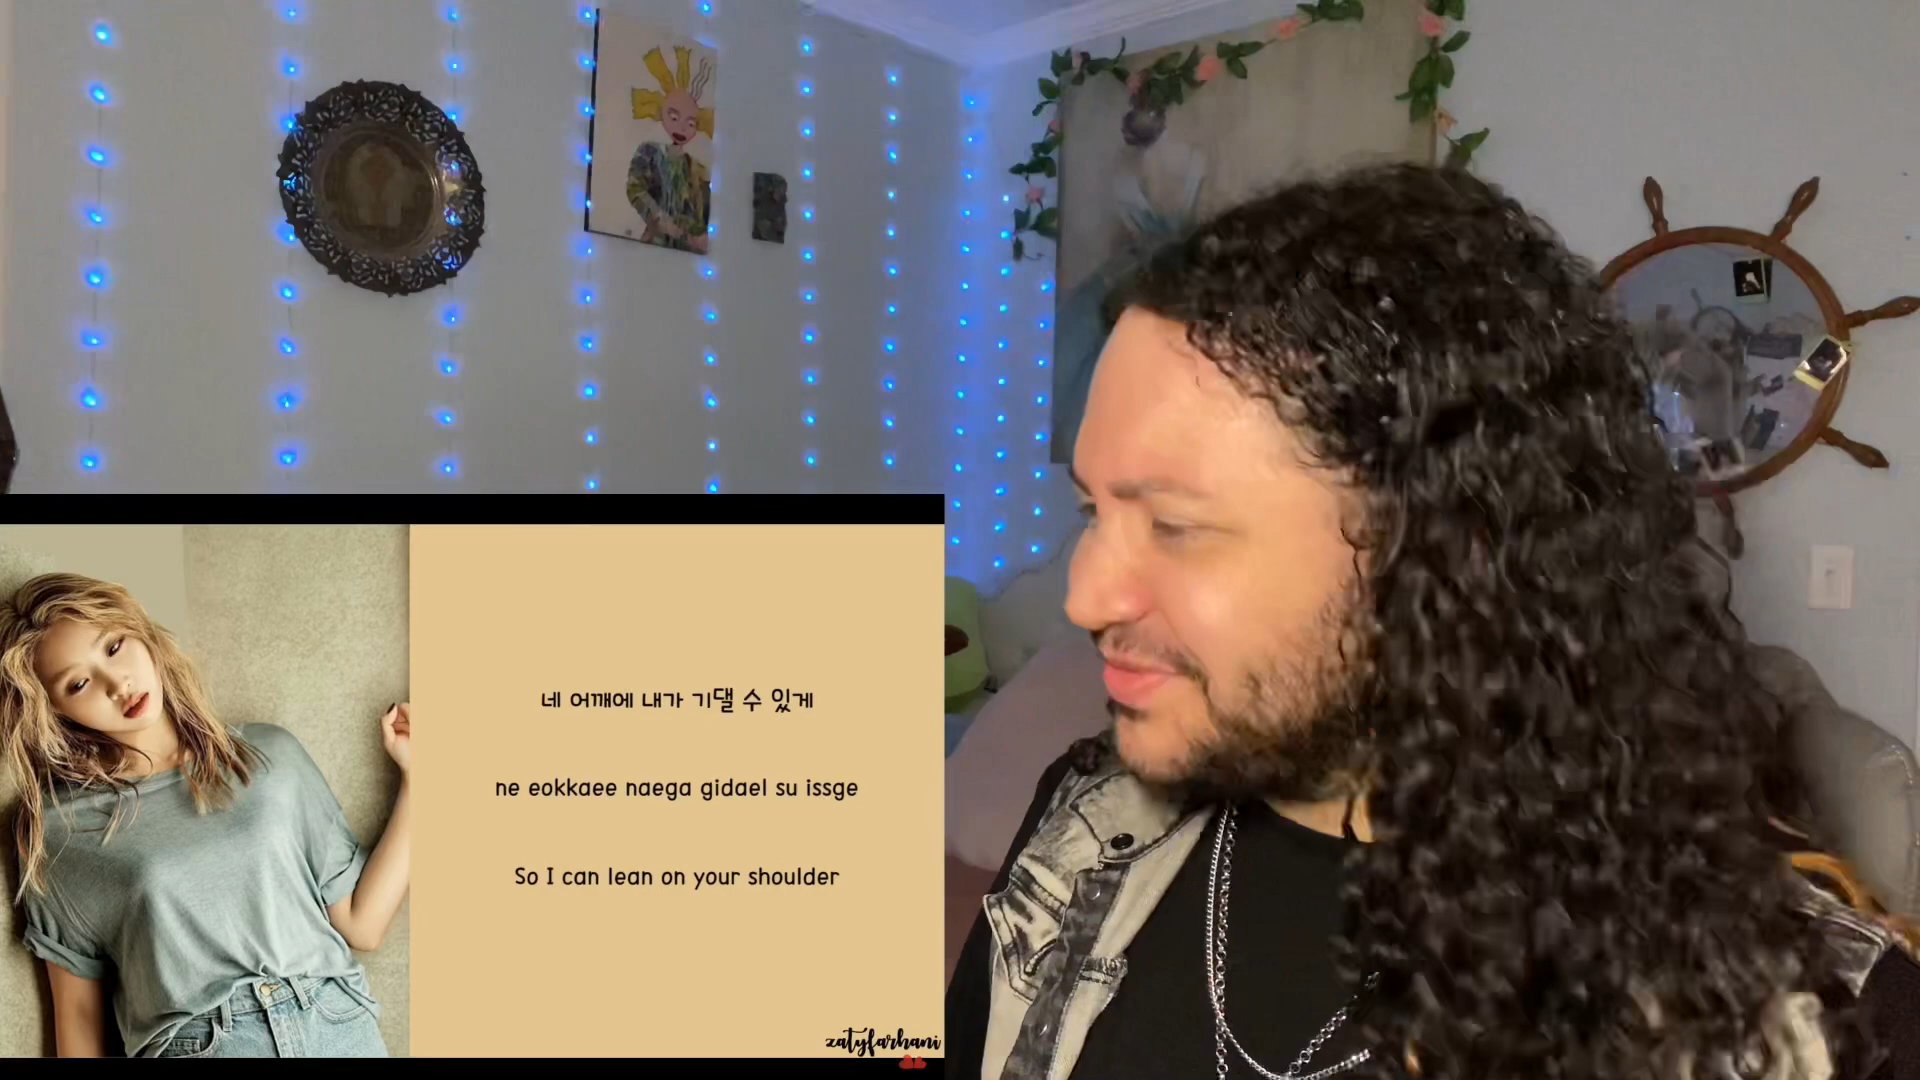 네 어깨에 내가 기댈 수 있게
ne eokkaee naega gidael su issge
So I can lean on your shoulder
zatyfarhani